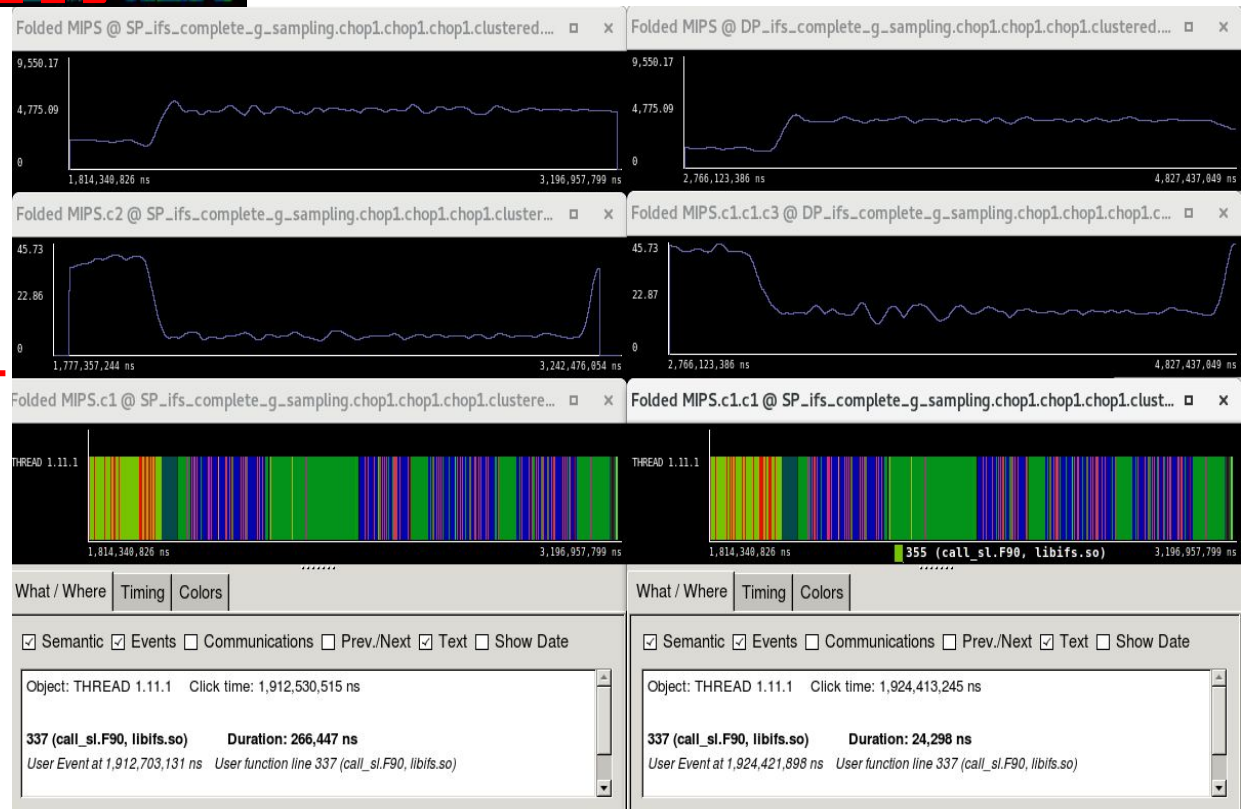 Folded MIPS @ SP_ifs_complete_g_sampling.chop1.chop1.chop1.clustered....
9,550.17
4,775.09
0
1,814,340,826 ns
3,196,957,799 ns
Folded MIPS @ DP_ifs_complete_g_sampling.chop1.chop1.chop1.clustered....
9,550.17
4,775.09
0
2,766,123,386 ns
4,827,437,049 ns
Folded MIPS.c2 @ SP_ifs_complete_g_sampling.chop1.chop1.chop1.cluster...
45.73
22.86
0
1,777,357,244 ns
3,242,476,054 ns
Folded MIPS.c1.c1.c3 @ DP_ifs_complete_g_sampling.chop1.chop1.chop1.c...
45.73
22.87
0
2,766,123,386 ns
4,827,437,049 ns
Folded MIPS.c1 @ SP_ifs_complete_g_sampling.chop1.chop1.chop1.clustere...
THREAD 1.11.1
1,814,340,826 ns
3,196,957,799 ns
Folded MIPS.c1.c1 @ SP_ifs_complete_g_sampling.chop1.chop1.chop1.clust...
THREAD 1.11.1
1,814,340,826 ns
355 (call_sl.F90, libifs.so)
3,196,957,799 ns
What / Where Timing Colors
Semantic Events Communications Prev./Next Text Show Date
Object: THREAD 1.11.1 Click time: 1,912,530,515 ns
337 (call_sl.F90, libifs.so) Duration: 266,447 ns
User Event at 1,912,703,131 ns User function line 337 (call_sl.F90, libifs.so)
What / Where Timing Colors
Semantic Events Communications Prev./Next Text Show Date
Object: THREAD 1.11.1 Click time: 1,924,413,245 ns
337 (call_sl.F90, libifs.so) Duration: 24,298 ns
User Event at 1,924,421,898 ns User function line 337 (call_sl.F90, libifs.so)